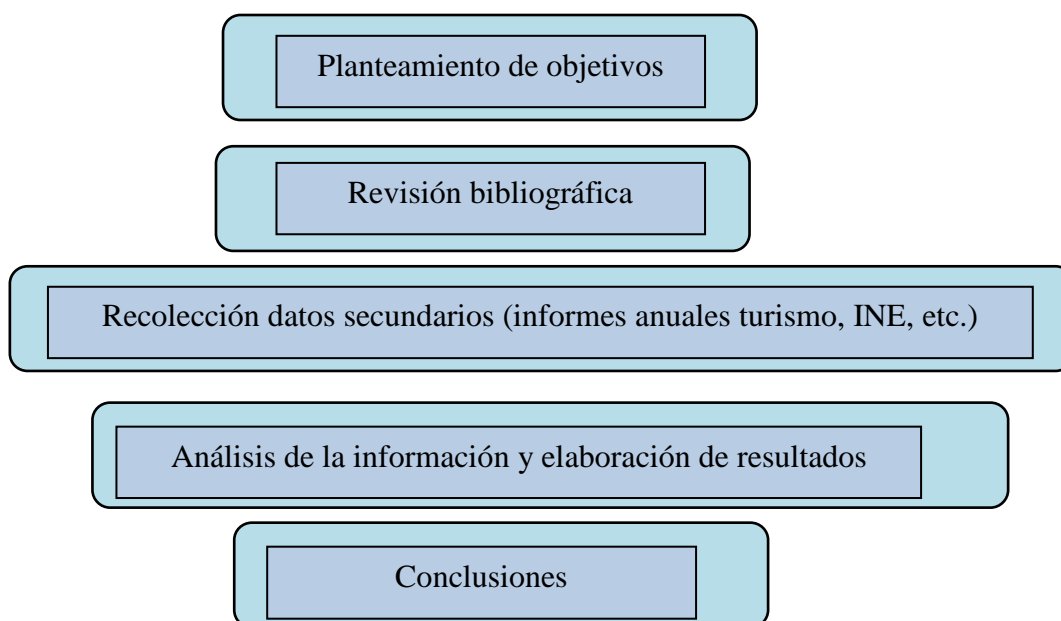 Planteamiento de objetivos
Revisión bibliográfica
Recolección datos secundarios (informes anuales turismo, INE, etc.)
Análisis de la información y elaboración de resultados
Conclusiones